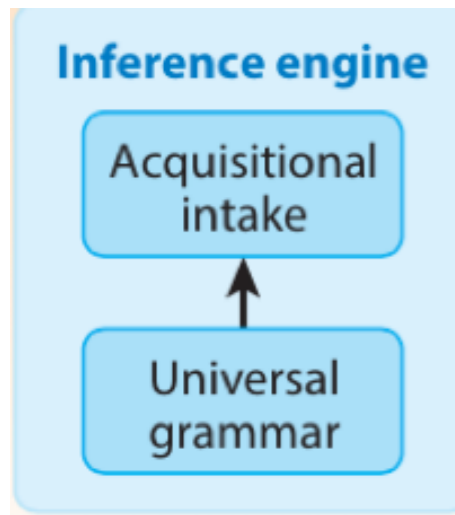 Inference engine
Acquisitional
intake
Universal
grammar